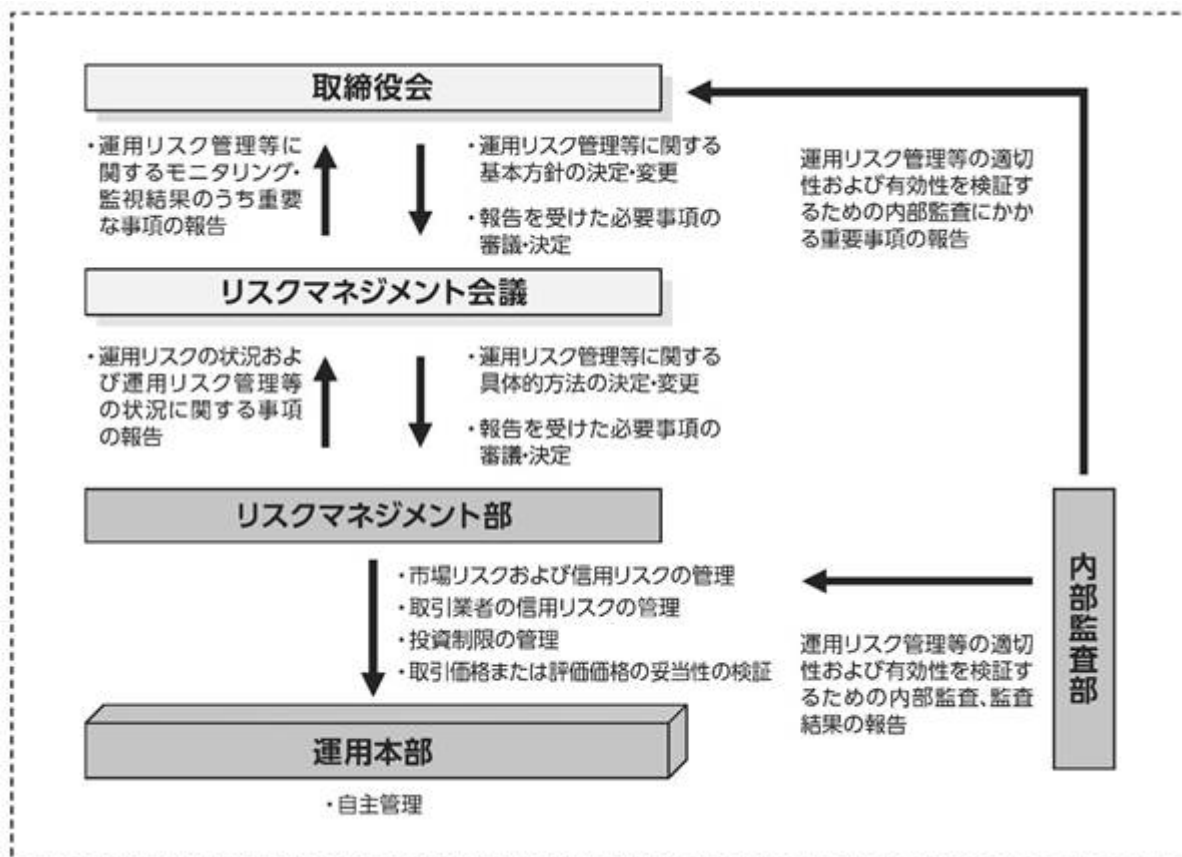 取締役会
・運用リスク管理等に
関するモニタリング・
監視結果のうち重要
な事項の報告
・運用リスク管理等に関する
基本方針の決定・変更
・報告を受けた必要事項の
審議・決定
運用リスク管理等の適切
性および有効性を検証す
るための内部監査にかか
る重要事項の報告
リスクマネジメント会議
・運用リスクの状況およ
び運用リスク管理等
の状況に関する事項
の報告
・運用リスク管理等に関する
具体的方法の決定・変更
・報告を受けた必要事項の
審議・決定
リスクマネジメント部
・市場リスクおよび信用リスクの管理
・取引業者の信用リスクの管理
・投資制限の管理
・取引価格または評価価格の妥当性の検証
運用リスク管理等の適切
性および有効性を検証す
るための内部監査、監査
結果の報告
内部監査部
運用本部
・自主管理